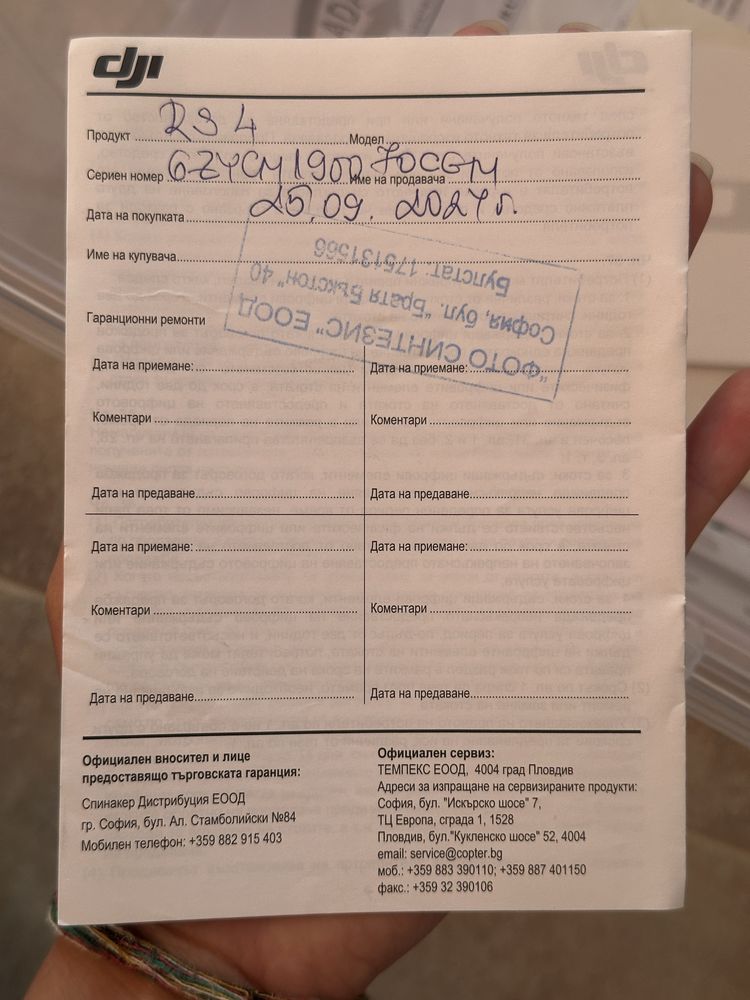 dji
Продукт RS 4 Модел
Сериен номер 6ZYCM1900J0CGM Име на продавача
Дата на покупката 25.09.2024г.
Име на купувача
"ФОТО СИНТЕЗИС" ЕООД
София, бул. "Братя Бъкстон" 40
Булстат: 175131566
Гаранционни ремонти
Дата на приемане: Дата на приемане:
Коментари Коментари
Дата на предаване Дата на предаване
Дата на приемане: Дата на приемане:
Коментари Коментари
Дата на предаване Дата на предаване
Официален вносител и лице
предоставящо търговската гаранция:
Спинакер Дистрибуция ЕООД
гр. София, бул. Ал. Стамболийски №84
Мобилен телефон: +359 882 915 403
Официален сервиз:
ТЕМПЕКС ЕООД, 4004 град Пловдив
Адреси за изпращане на сервизираните продукти:
София, бул. "Искърско шосе" 7,
ТЦ Европа, сграда 1, 1528
Пловдив, бул."Кукленско шосе" 52, 4004
email: service@copter.bg
моб.: +359 883 390110; +359 887 401150
факс.: +359 32 390106